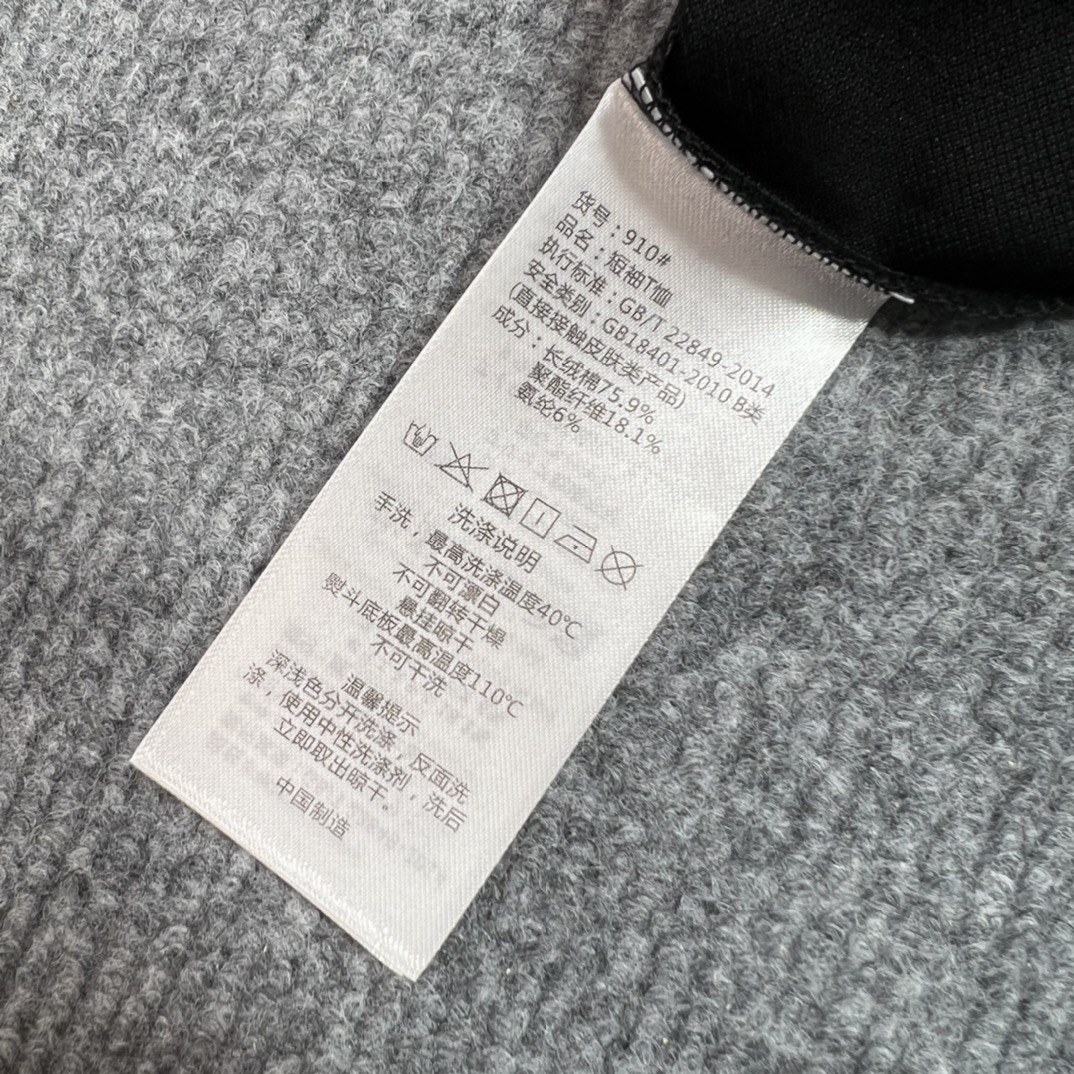 货号：910#
品名：短袖T恤
执行标准：GB/T 22849-2014
安全类别：GB18401-2010 B类
(直接接触皮肤类产品)
成分：长绒棉75.9%
聚酯纤维18.1%
氨纶6%
洗涤说明
手洗，最高洗涤温度40℃
不可漂白
不可翻转干燥
悬挂晾干
熨斗底板最高温度110℃
不可干洗
温馨提示
深浅色分开洗涤，反面洗
涤，使用中性洗涤剂，洗后
立即取出晾干。
中国制造